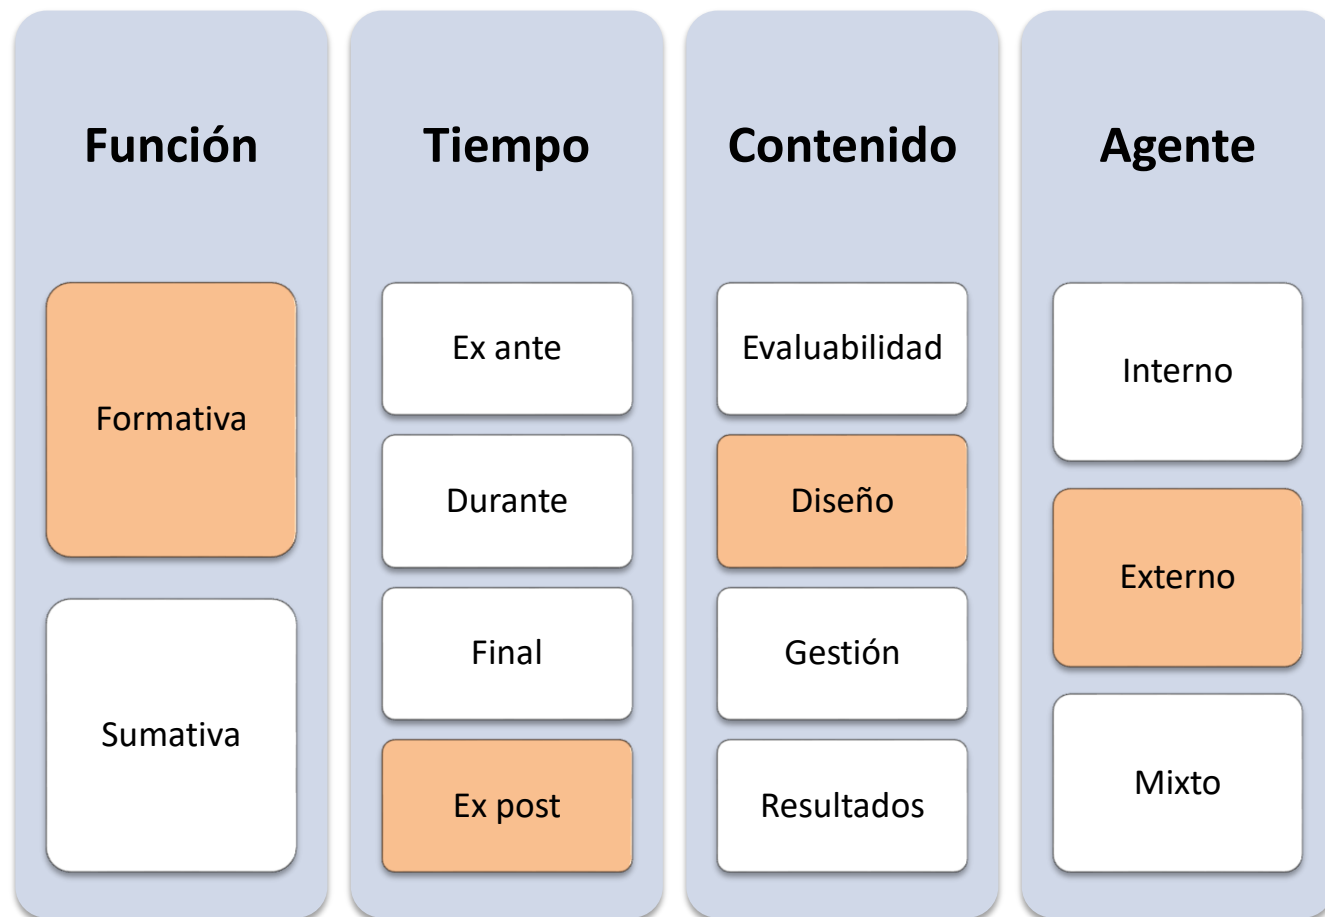 Función
Formativa
Sumativa
Tiempo
Ex ante
Durante
Final
Ex post
Contenido
Evaluabilidad
Diseño
Gestión
Resultados
Agente
Interno
Externo
Mixto